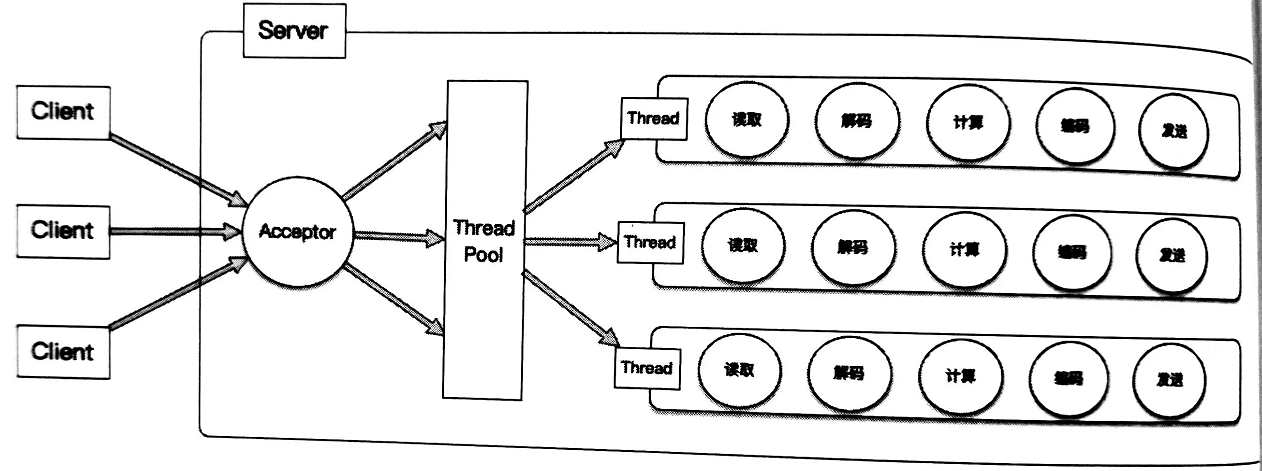 Server
Client
Client
Client
Acceptor
Thread
Pool
Thread
读取
解码
计算
编码
发送
Thread
读取
解码
计算
编码
发送
Thread
读取
解码
计算
编码
发送